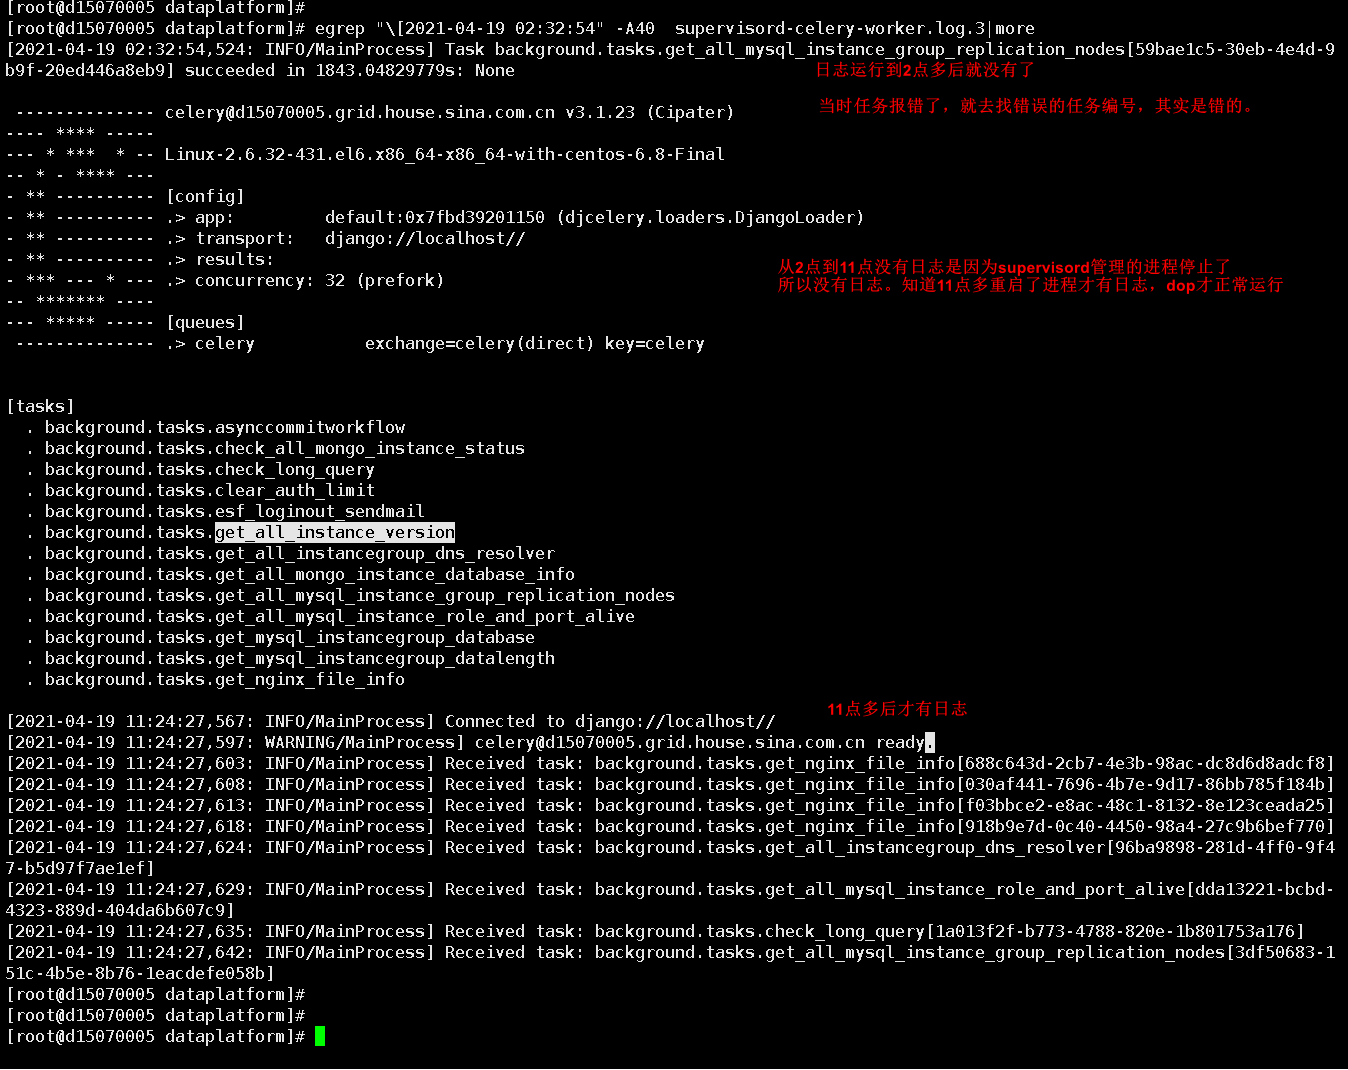 [root@d15070005 dataplatform]#
[root@d15070005 dataplatform]# egrep "\[2021-04-19 02:32:54" -A40  supervisord-celery-worker.log.3|more
[2021-04-19 02:32:54,524: INFO/MainProcess] Task background.tasks.get_all_mysql_instance_group_replication_nodes[59bae1c5-30eb-4e4d-9
b9f-20ed446a8eb9] succeeded in 1843.04829779s: None
日志运行到2点多后就没有了
当时任务报错了，就去找错误的任务编号，其实是错的。
 -------------- celery@d15070005.grid.house.sina.com.cn v3.1.23 (Cipater)
---- **** -----
--- * ***  * -- Linux-2.6.32-431.el6.x86_64-x86_64-with-centos-6.8-Final
-- * - **** ---
- ** ---------- [config]
- ** ---------- .> app:         default:0x7fbd39201150 (djcelery.loaders.DjangoLoader)
- ** ---------- .> transport:   django://localhost//
- ** ---------- .> results:
- *** --- * --- .> concurrency: 32 (prefork)
从2点到11点没有日志是因为supervisord管理的进程停止了
所以没有日志。知道11点多重启了进程才有日志，dop才正常运行
-- ******* ----
--- ***** ----- [queues]
 -------------- .> celery           exchange=celery(direct) key=celery
[tasks]
  . background.tasks.asynccommitworkflow
  . background.tasks.check_all_mongo_instance_status
  . background.tasks.check_long_query
  . background.tasks.clear_auth_limit
  . background.tasks.esf_loginout_sendmail
  . background.tasks.get_all_instance_version
  . background.tasks.get_all_instancegroup_dns_resolver
  . background.tasks.get_all_mongo_instance_database_info
  . background.tasks.get_all_mysql_instance_group_replication_nodes
  . background.tasks.get_all_mysql_instance_role_and_port_alive
  . background.tasks.get_mysql_instancegroup_database
  . background.tasks.get_mysql_instancegroup_datalength
  . background.tasks.get_nginx_file_info
11点多后才有日志
[2021-04-19 11:24:27,567: INFO/MainProcess] Connected to django://localhost//
[2021-04-19 11:24:27,597: WARNING/MainProcess] celery@d15070005.grid.house.sina.com.cn ready.
[2021-04-19 11:24:27,603: INFO/MainProcess] Received task: background.tasks.get_nginx_file_info[688c643d-2cb7-4e3b-98ac-dc8d6d8adcf8]
[2021-04-19 11:24:27,608: INFO/MainProcess] Received task: background.tasks.get_nginx_file_info[030af441-7696-4b7e-9d17-86bb785f184b]
[2021-04-19 11:24:27,613: INFO/MainProcess] Received task: background.tasks.get_nginx_file_info[f03bbce2-e8ac-48c1-8132-8e123ceada25]
[2021-04-19 11:24:27,618: INFO/MainProcess] Received task: background.tasks.get_nginx_file_info[918b9e7d-0c40-4450-98a4-27c9b6bef770]
[2021-04-19 11:24:27,624: INFO/MainProcess] Received task: background.tasks.get_all_instancegroup_dns_resolver[96ba9898-281d-4ff0-9f4
7-b5d97f7ae1ef]
[2021-04-19 11:24:27,629: INFO/MainProcess] Received task: background.tasks.get_all_mysql_instance_role_and_port_alive[dda13221-bcbd-
4323-889d-404da6b607c9]
[2021-04-19 11:24:27,635: INFO/MainProcess] Received task: background.tasks.check_long_query[1a013f2f-b773-4788-820e-1b801753a176]
[2021-04-19 11:24:27,642: INFO/MainProcess] Received task: background.tasks.get_all_mysql_instance_group_replication_nodes[3df50683-1
51c-4b5e-8b76-1eacdefe058b]
[root@d15070005 dataplatform]#
[root@d15070005 dataplatform]#
[root@d15070005 dataplatform]#